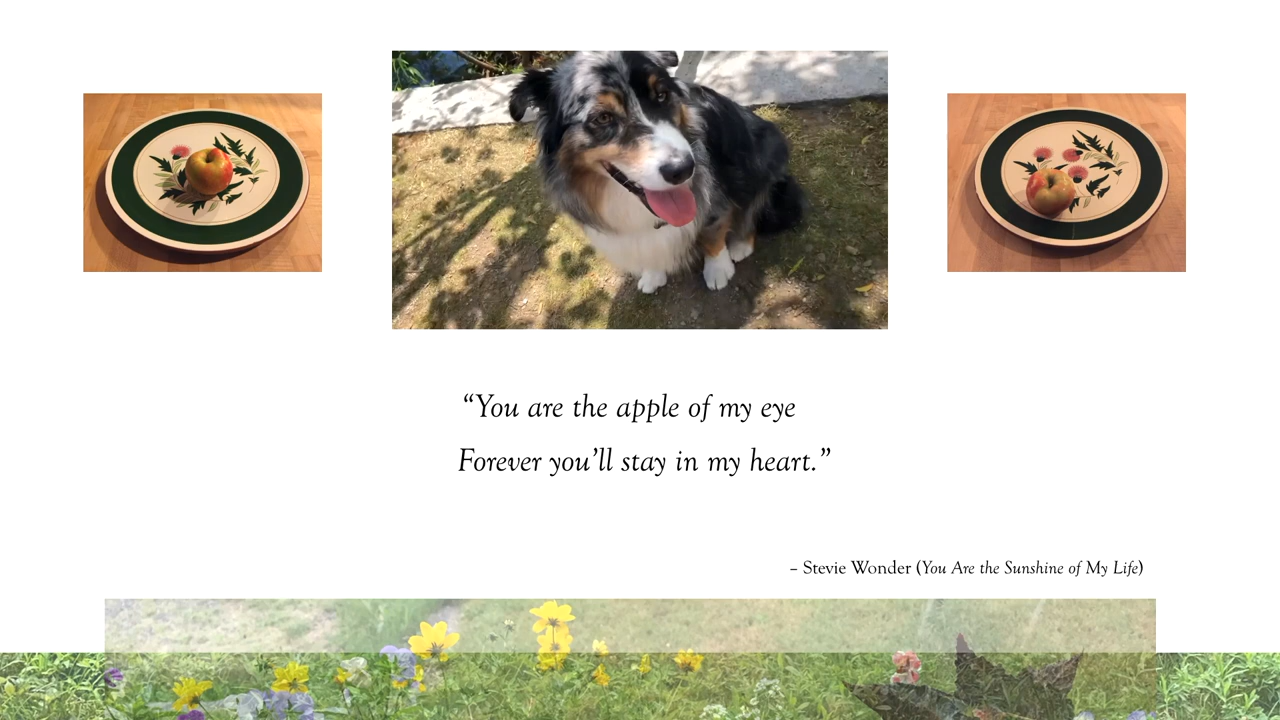 “You are the apple of my eye
Forever you’ll stay in my heart.”
– Stevie Wonder (You Are the Sunshine of My Life)